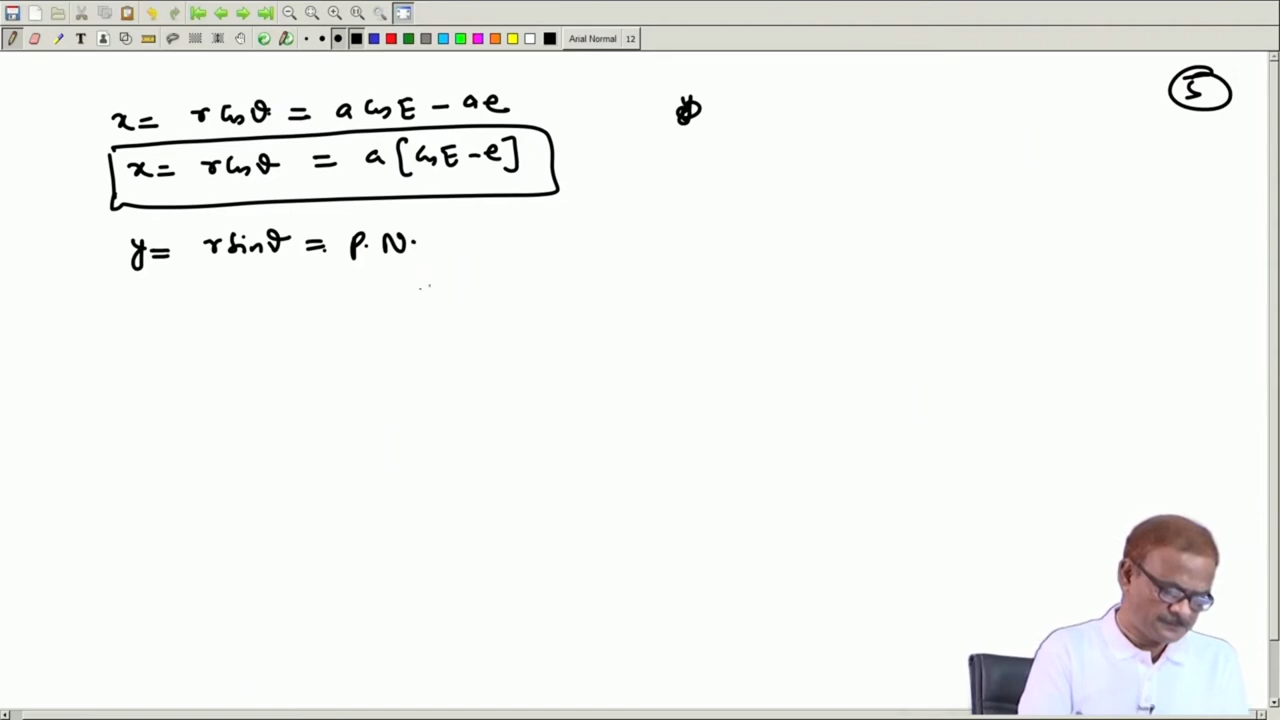 Arial Normal 12
5
x = r cos θ = a cos E - ae
x = r cos θ = a [cos E - e]
y = r sin θ = P.N.